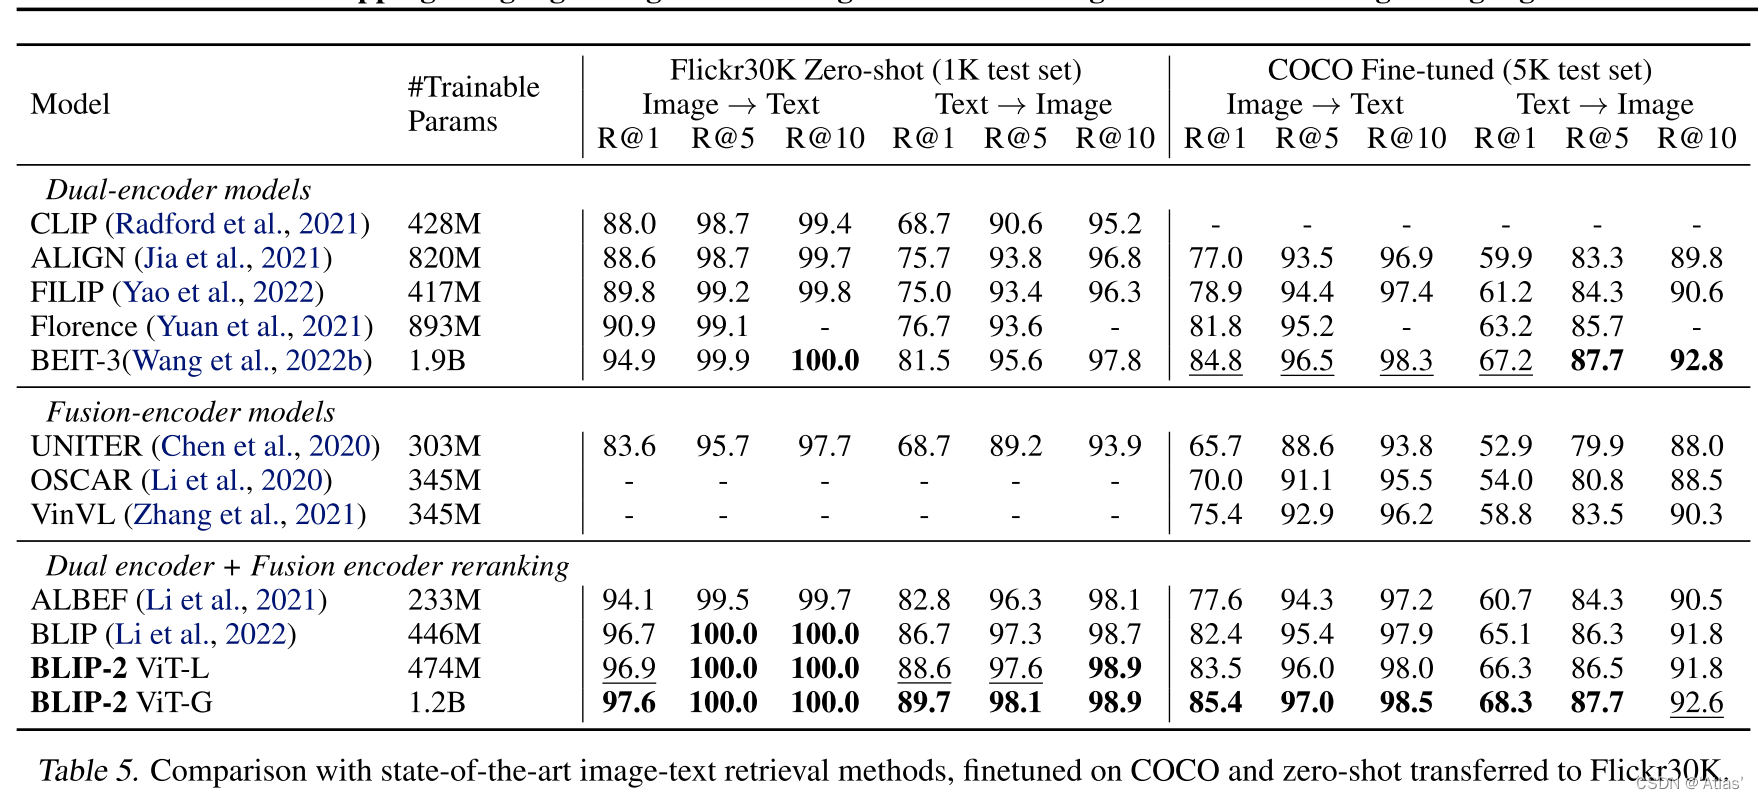 Model #Trainable Params Flickr30K Zero-shot (1K test set) COCO Fine-tuned (5K test set)
Image → Text Text → Image Image → Text Text → Image
R@1 R@5 R@10 R@1 R@5 R@10 R@1 R@5 R@10 R@1 R@5 R@10
Dual-encoder models
CLIP (Radford et al., 2021) 428M 88.0 98.7 99.4 68.7 90.6 95.2 - - - - - -
ALIGN (Jia et al., 2021) 820M 88.6 98.7 99.7 75.7 93.8 96.8 77.0 93.5 96.9 59.9 83.3 89.8
FILIP (Yao et al., 2022) 417M 89.8 99.2 99.8 75.0 93.4 96.3 78.9 94.4 97.4 61.2 84.3 90.6
Florence (Yuan et al., 2021) 893M 90.9 99.1 - 76.7 93.6 - 81.8 95.2 - 63.2 85.7 -
BEIT-3(Wang et al., 2022b) 1.9B 94.9 99.9 100.0 81.5 95.6 97.8 84.8 96.5 98.3 67.2 87.7 92.8
Fusion-encoder models
UNITER (Chen et al., 2020) 303M 83.6 95.7 97.7 68.7 89.2 93.9 65.7 88.6 93.8 52.9 79.9 88.0
OSCAR (Li et al., 2020) 345M - - - - - - 70.0 91.1 95.5 54.0 80.8 88.5
VinVL (Zhang et al., 2021) 345M - - - - - - 75.4 92.9 96.2 58.8 83.5 90.3
Dual encoder + Fusion encoder reranking
ALBEF (Li et al., 2021) 233M 94.1 99.5 99.7 82.8 96.3 98.1 77.6 94.3 97.2 60.7 84.3 90.5
BLIP (Li et al., 2022) 446M 96.7 100.0 100.0 86.7 97.3 98.7 82.4 95.4 97.9 65.1 86.3 91.8
BLIP-2 ViT-L 474M 96.9 100.0 100.0 88.6 97.6 98.9 83.5 96.0 98.0 66.3 86.5 91.8
BLIP-2 ViT-G 1.2B 97.6 100.0 100.0 89.7 98.1 98.9 85.4 97.0 98.5 68.3 87.7 92.6
Table 5. Comparison with state-of-the-art image-text retrieval methods, finetuned on COCO and zero-shot transferred to Flickr30K.
CSDN @Atlas'